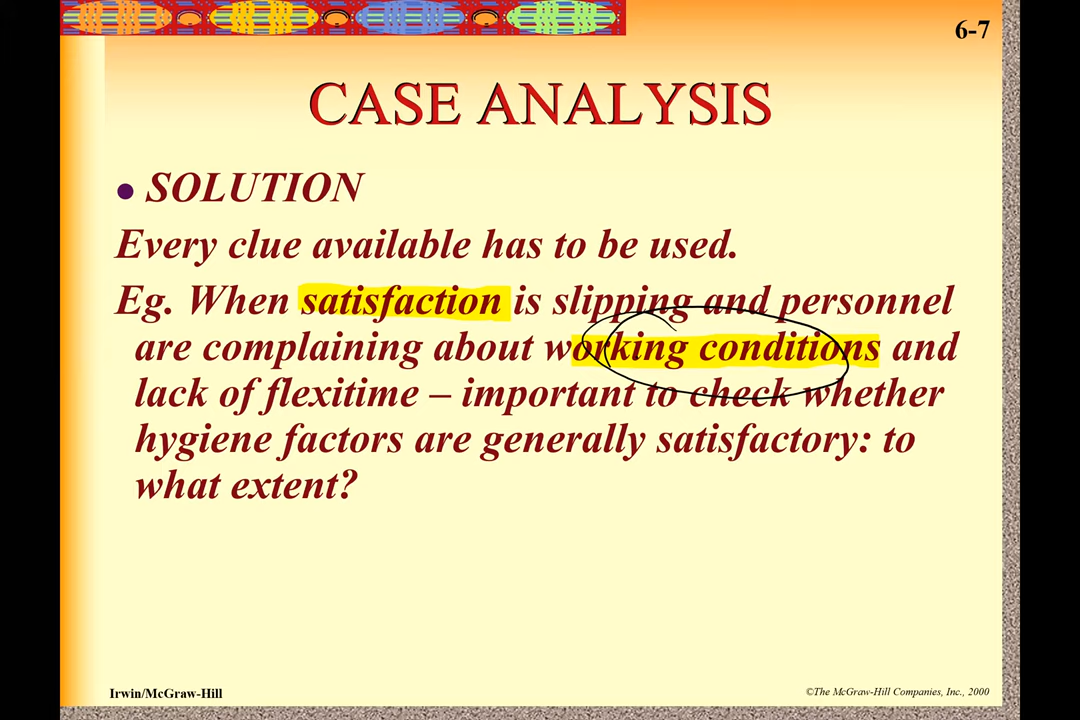 6-7
CASE ANALYSIS
SOLUTION
Every clue available has to be used.
Eg. When satisfaction is slipping and personnel
are complaining about working conditions and
lack of flexitime – important to check whether
hygiene factors are generally satisfactory: to
what extent?
Irwin/McGraw-Hill
©The McGraw-Hill Companies, Inc., 2000